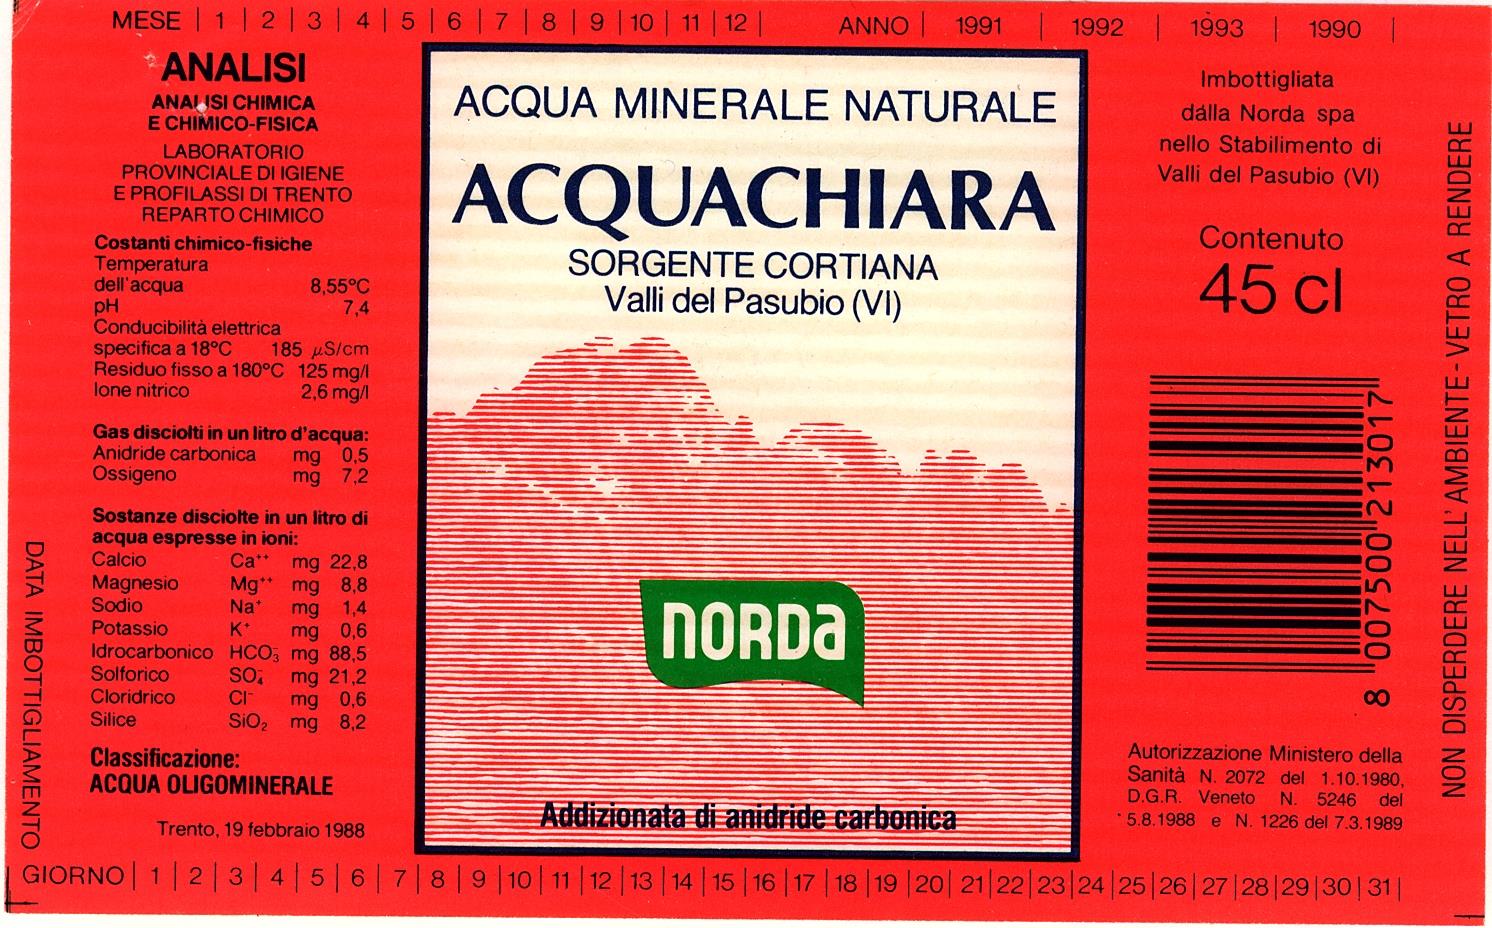 MESE | 1 | 2 | 3 | 4 | 5 | 6 | 7 | 8 | 9 | 10 | 11 | 12 | ANNO | 1991 | 1992 | 1993 | 1990 |
ANALISI
ANALISI CHIMICA
E CHIMICO-FISICA
LABORATORIO
PROVINCIALE DI IGIENE
E PROFILASSI DI TRENTO
REPARTO CHIMICO
Costanti chimico-fisiche
Temperatura
dell'acqua 8,55°C
pH 7,4
Conducibilità elettrica
specifica a 18°C 185 µS/cm
Residuo fisso a 180°C 125 mg/l
Ione nitrico 2,6 mg/l
Gas disciolti in un litro d'acqua:
Anidride carbonica mg 0,5
Ossigeno mg 7,2
Sostanze disciolte in un litro di
acqua espresse in ioni:
Calcio Ca⁺⁺ mg 22,8
Magnesio Mg⁺⁺ mg 8,8
Sodio Na⁺ mg 1,4
Potassio K⁺ mg 0,6
Idrocarbonico HCO₃⁻ mg 88,5
Solforico SO₄⁻ mg 21,2
Cloridrico Cl⁻ mg 0,6
Silice SiO₂ mg 8,2
Classificazione:
ACQUA OLIGOMINERALE
Trento, 19 febbraio 1988
DATA IMBOTTIGLIAMENTO
ACQUA MINERALE NATURALE
ACQUACHIARA
SORGENTE CORTIANA
Valli del Pasubio (VI)
NORDa
Addizionata di anidride carbonica
Imbottigliata
dalla Norda spa
nello Stabilimento di
Valli del Pasubio (VI)
Contenuto
45 cl
8 007500 213017
Autorizzazione Ministero della
Sanità N. 2072 del 1.10.1980,
D.G.R. Veneto N. 5246 del
5.8.1988 e N. 1226 del 7.3.1989
NON DISPERDERE NELL'AMBIENTE - VETRO A RENDERE
GIORNO | 1 | 2 | 3 | 4 | 5 | 6 | 7 | 8 | 9 | 10 | 11 | 12 | 13 | 14 | 15 | 16 | 17 | 18 | 19 | 20 | 21 | 22 | 23 | 24 | 25 | 26 | 27 | 28 | 29 | 30 | 31 |